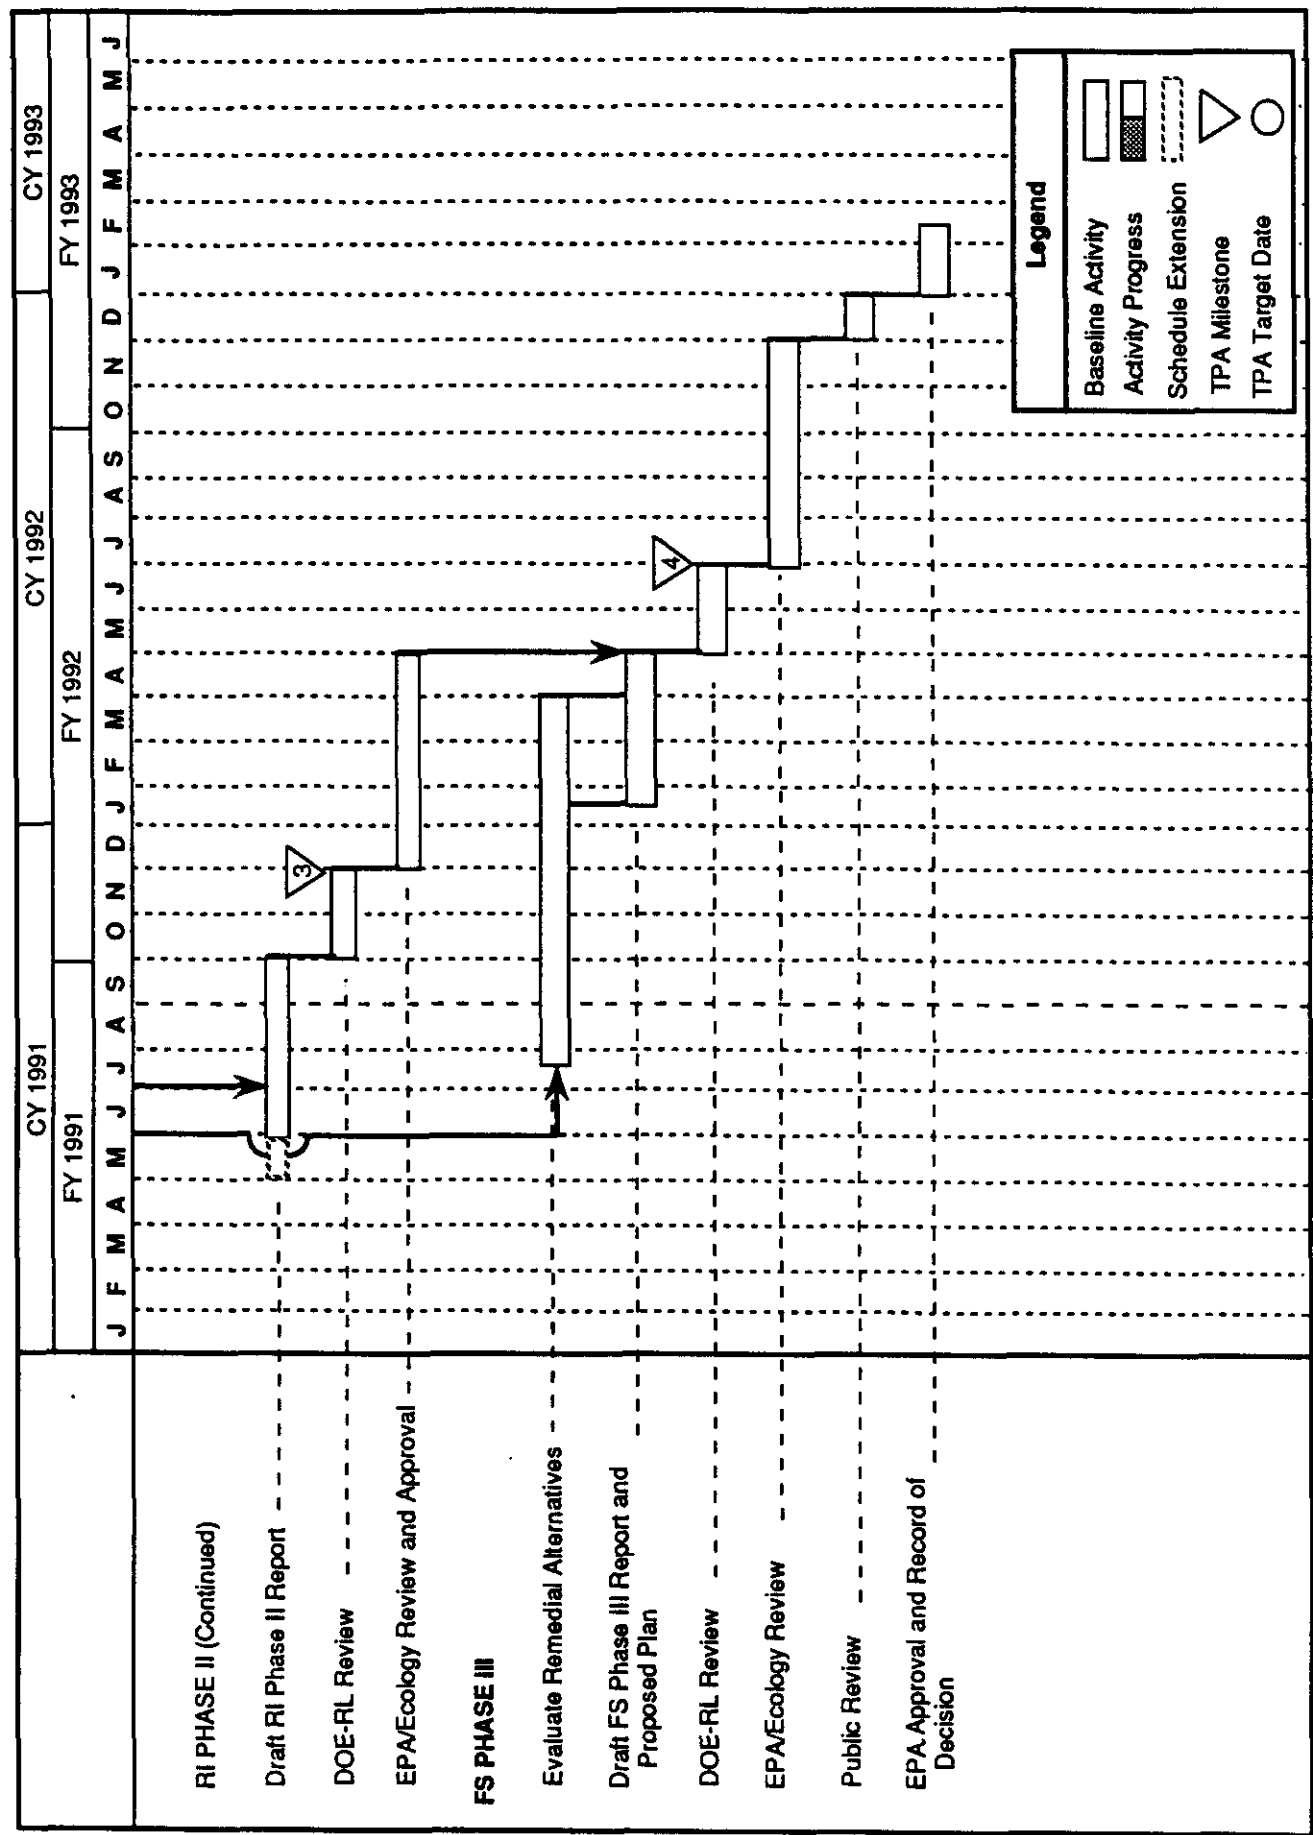 CY 1991 CY 1992 CY 1993
FY 1991 FY 1992 FY 1993
J F M A M J J A S O N D J F M A M J J A S O N D J F M A M J
RI PHASE II (Continued)
Draft RI Phase II Report
3
DOE-RL Review
EPA/Ecology Review and Approval
FS PHASE III
Evaluate Remedial Alternatives
Draft FS Phase III Report and
Proposed Plan
4
DOE-RL Review
EPA/Ecology Review
Public Review
EPA Approval and Record of
Decision
Legend
Baseline Activity
Activity Progress
Schedule Extension
TPA Milestone
TPA Target Date